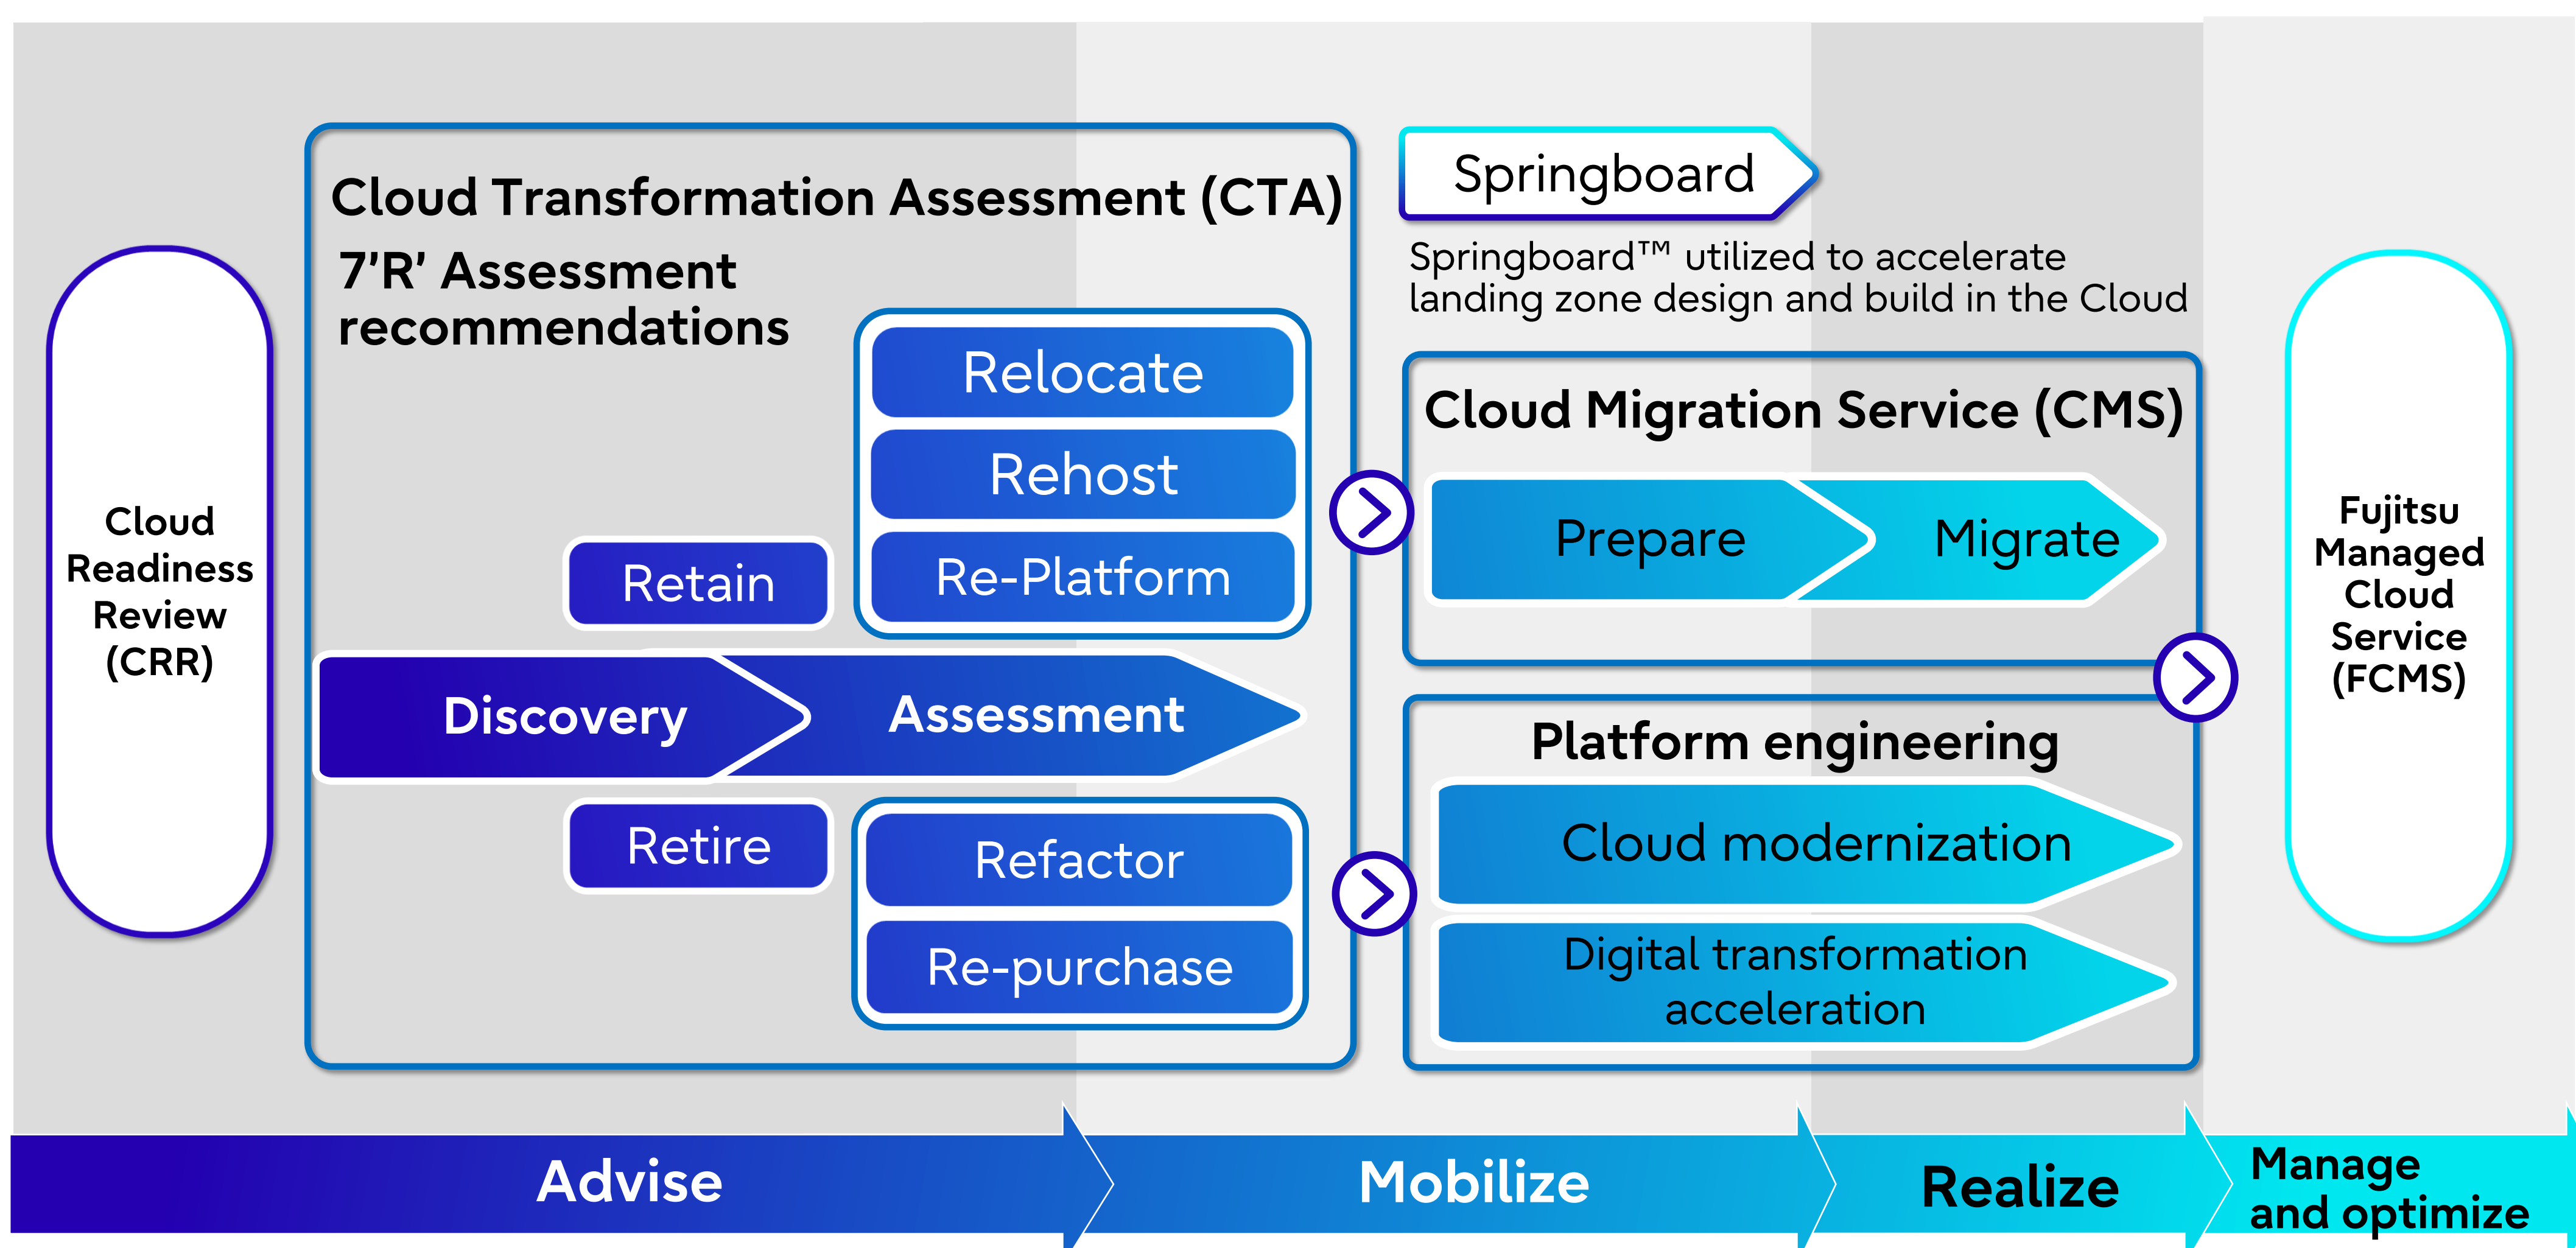 Cloud
Readiness
Review
(CRR)
Cloud Transformation Assessment (CTA)
7’R’ Assessment
recommendations
Relocate
Rehost
Re-Platform
Retain
Discovery
Assessment
Retire
Refactor
Re-purchase
Springboard
Springboard™ utilized to accelerate
landing zone design and build in the Cloud
Cloud Migration Service (CMS)
Prepare
Migrate
Platform engineering
Cloud modernization
Digital transformation
acceleration
Fujitsu
Managed
Cloud
Service
(FCMS)
Advise
Mobilize
Realize
Manage
and optimize